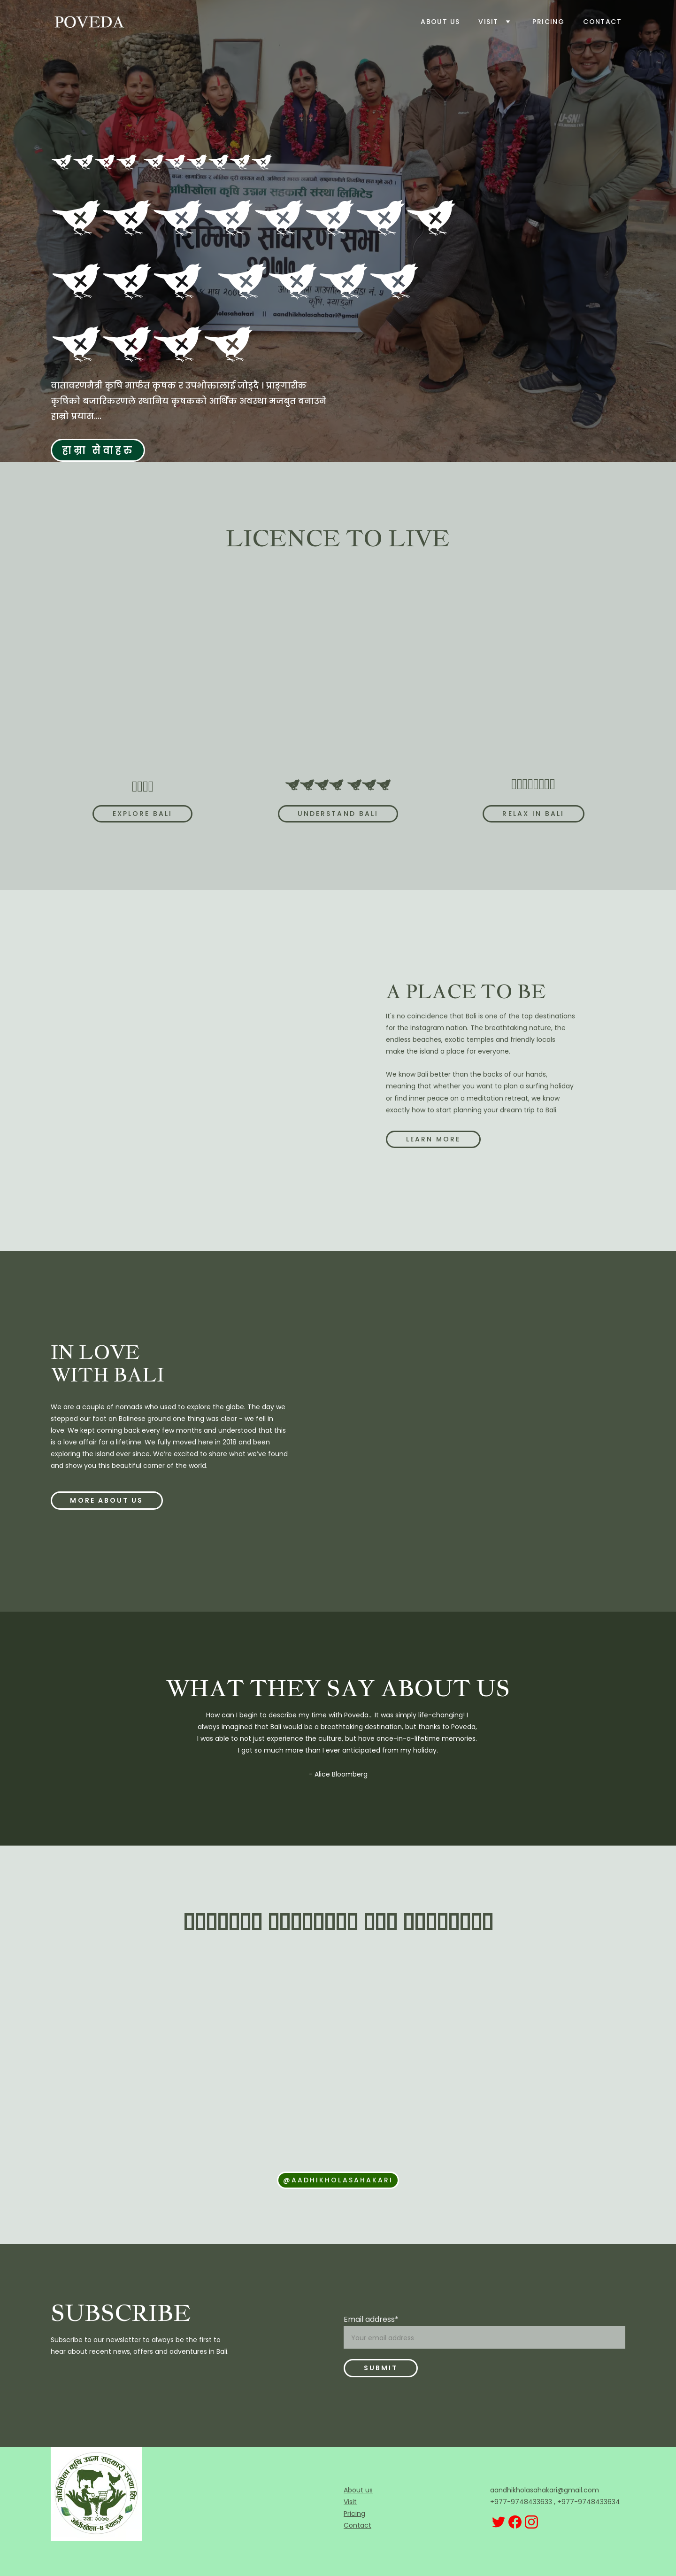 POVEDA
ABOUT US VISIT PRICING CONTACT
वातावरणमैत्री कृषि मार्फत कृषक र उपभोक्तालाई जोड्दै । प्राङ्गारीक
कृषिको बजारिकरणले स्थानिय कृषकको आर्थिक अवस्था मजबुत बनाउने
हाम्रो प्रयास....
हाम्रा सेवाहरु
LICENCE TO LIVE
EXPLORE BALI UNDERSTAND BALI RELAX IN BALI
A PLACE TO BE
It's no coincidence that Bali is one of the top destinations
for the Instagram nation. The breathtaking nature, the
endless beaches, exotic temples and friendly locals
make the island a place for everyone.
We know Bali better than the backs of our hands,
meaning that whether you want to plan a surfing holiday
or find inner peace on a meditation retreat, we know
exactly how to start planning your dream trip to Bali.
LEARN MORE
IN LOVE
WITH BALI
We are a couple of nomads who used to explore the globe. The day we
stepped our foot on Balinese ground one thing was clear - we fell in
love. We kept coming back every few months and understood that this
is a love affair for a lifetime. We fully moved here in 2018 and been
exploring the island ever since. We're excited to share what we've found
and show you this beautiful corner of the world.
MORE ABOUT US
WHAT THEY SAY ABOUT US
How can I begin to describe my time with Poveda... It was simply life-changing! I
always imagined that Bali would be a breathtaking destination, but thanks to Poveda,
I was able to not just experience the culture, but have once-in-a-lifetime memories.
I got so much more than I ever anticipated from my holiday.
- Alice Bloomberg
@AADHIKHOLASAHAKARI
SUBSCRIBE
Subscribe to our newsletter to always be the first to
hear about recent news, offers and adventures in Bali.
Email address*
Your email address
SUBMIT
About us
Visit
Pricing
Contact
aandhikholasahakari@gmail.com
+977-9748433633 , +977-9748433634